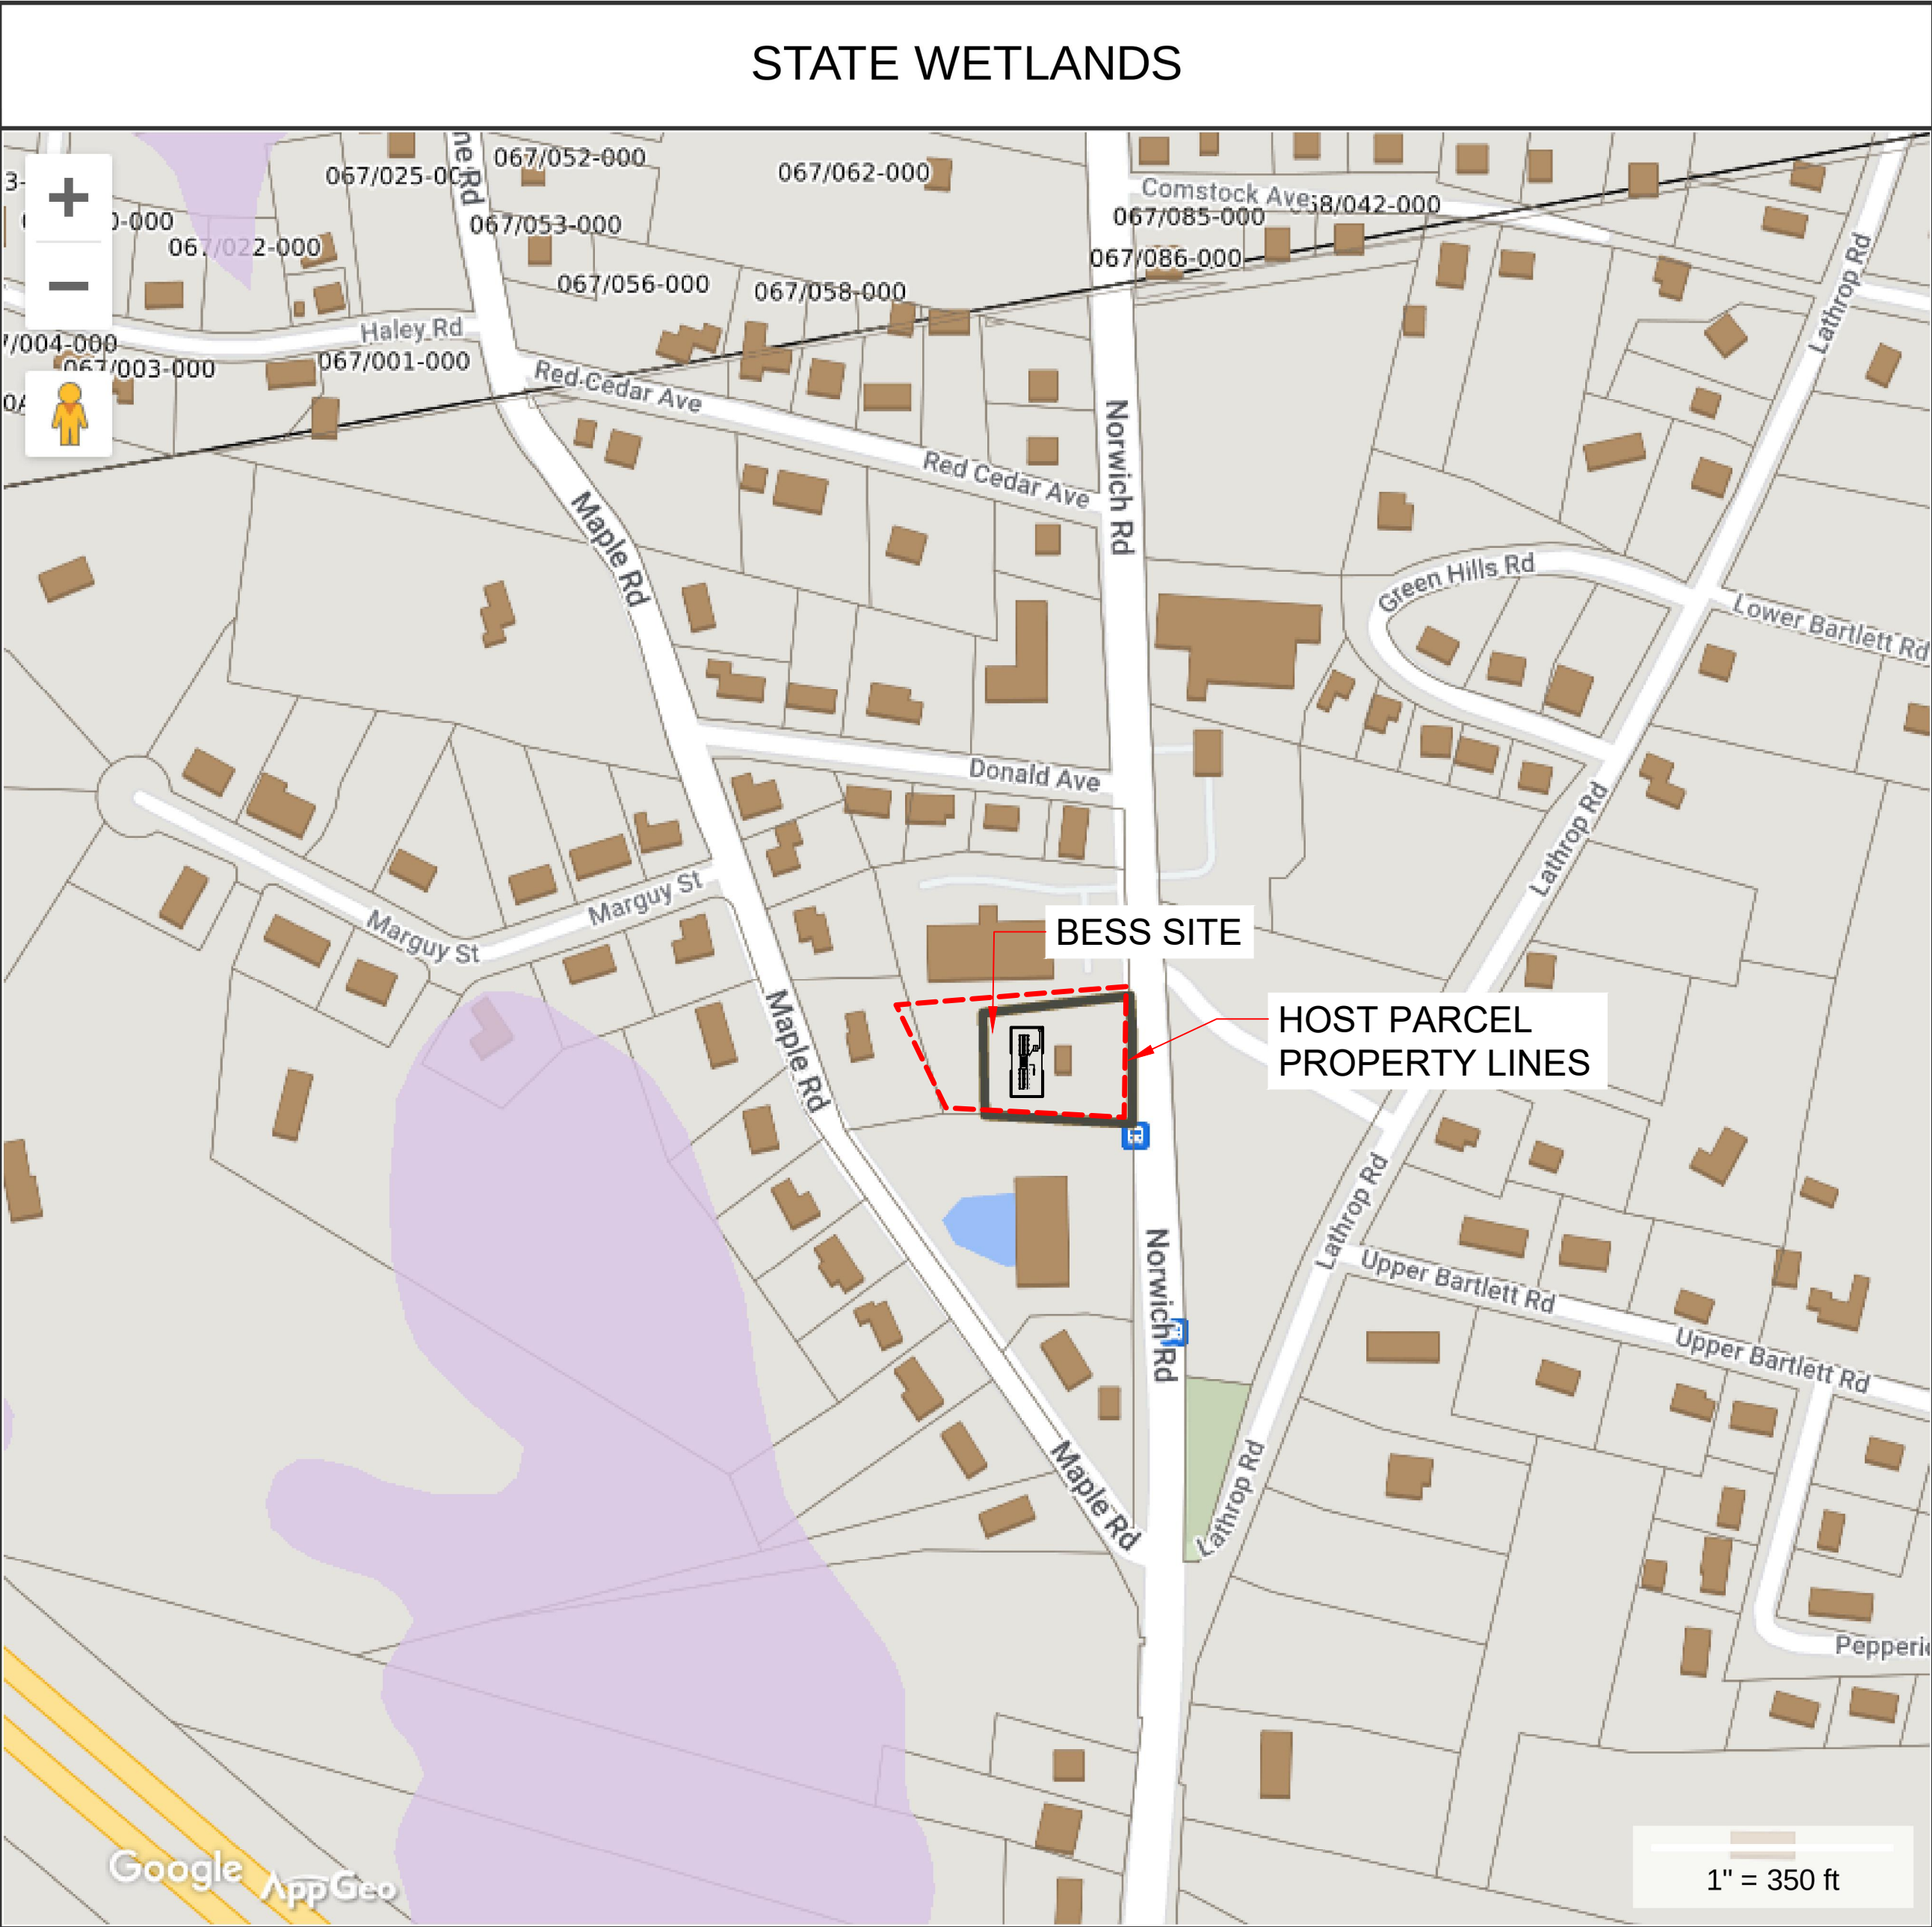 STATE WETLANDS
067/052-000
067/062-000
067/053-000
067/022-000
Comstock Ave
067/085-000
067/086-000
067/056-000
067/058-000
Haley Rd
067/001-000
067/003-000
Red Cedar Ave
Red Cedar Ave
Norwich Rd
Lathrop Rd
Maple Rd
Green Hills Rd
Lower Bartlett Rd
Donald Ave
Lathrop Rd
Marguy St
Marguy St
BESS SITE
HOST PARCEL
PROPERTY LINES
Maple Rd
Lathrop Rd
Norwich Rd
Upper Bartlett Rd
Upper Bartlett Rd
Maple Rd
Lathrop Rd
Google
AppGeo
1" = 350 ft